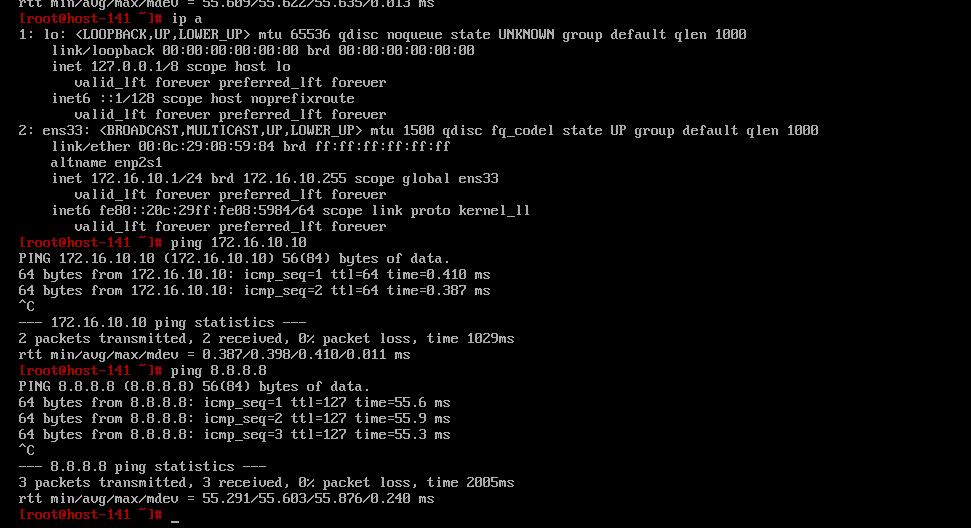 rtt min/avg/max/mdev = 55.609/55.622/55.635/0.013 ms
[root@host-141 ~]# ip a
1: lo: <LOOPBACK,UP,LOWER_UP> mtu 65536 qdisc noqueue state UNKNOWN group default qlen 1000
    link/loopback 00:00:00:00:00:00 brd 00:00:00:00:00:00
    inet 127.0.0.1/8 scope host lo
       valid_lft forever preferred_lft forever
    inet6 ::1/128 scope host noprefixroute
       valid_lft forever preferred_lft forever
2: ens33: <BROADCAST,MULTICAST,UP,LOWER_UP> mtu 1500 qdisc fq_codel state UP group default qlen 1000
    link/ether 00:0c:29:08:59:84 brd ff:ff:ff:ff:ff:ff
    altname enp2s1
    inet 172.16.10.1/24 brd 172.16.10.255 scope global ens33
       valid_lft forever preferred_lft forever
    inet6 fe80::20c:29ff:fe08:5984/64 scope link proto kernel_ll
       valid_lft forever preferred_lft forever
[root@host-141 ~]# ping 172.16.10.10
PING 172.16.10.10 (172.16.10.10) 56(84) bytes of data.
64 bytes from 172.16.10.10: icmp_seq=1 ttl=64 time=0.410 ms
64 bytes from 172.16.10.10: icmp_seq=2 ttl=64 time=0.387 ms
^C
--- 172.16.10.10 ping statistics ---
2 packets transmitted, 2 received, 0% packet loss, time 1029ms
rtt min/avg/max/mdev = 0.387/0.398/0.410/0.011 ms
[root@host-141 ~]# ping 8.8.8.8
PING 8.8.8.8 (8.8.8.8) 56(84) bytes of data.
64 bytes from 8.8.8.8: icmp_seq=1 ttl=127 time=55.6 ms
64 bytes from 8.8.8.8: icmp_seq=2 ttl=127 time=55.9 ms
64 bytes from 8.8.8.8: icmp_seq=3 ttl=127 time=55.3 ms
^C
--- 8.8.8.8 ping statistics ---
3 packets transmitted, 3 received, 0% packet loss, time 2005ms
rtt min/avg/max/mdev = 55.291/55.603/55.876/0.240 ms
[root@host-141 ~]# _